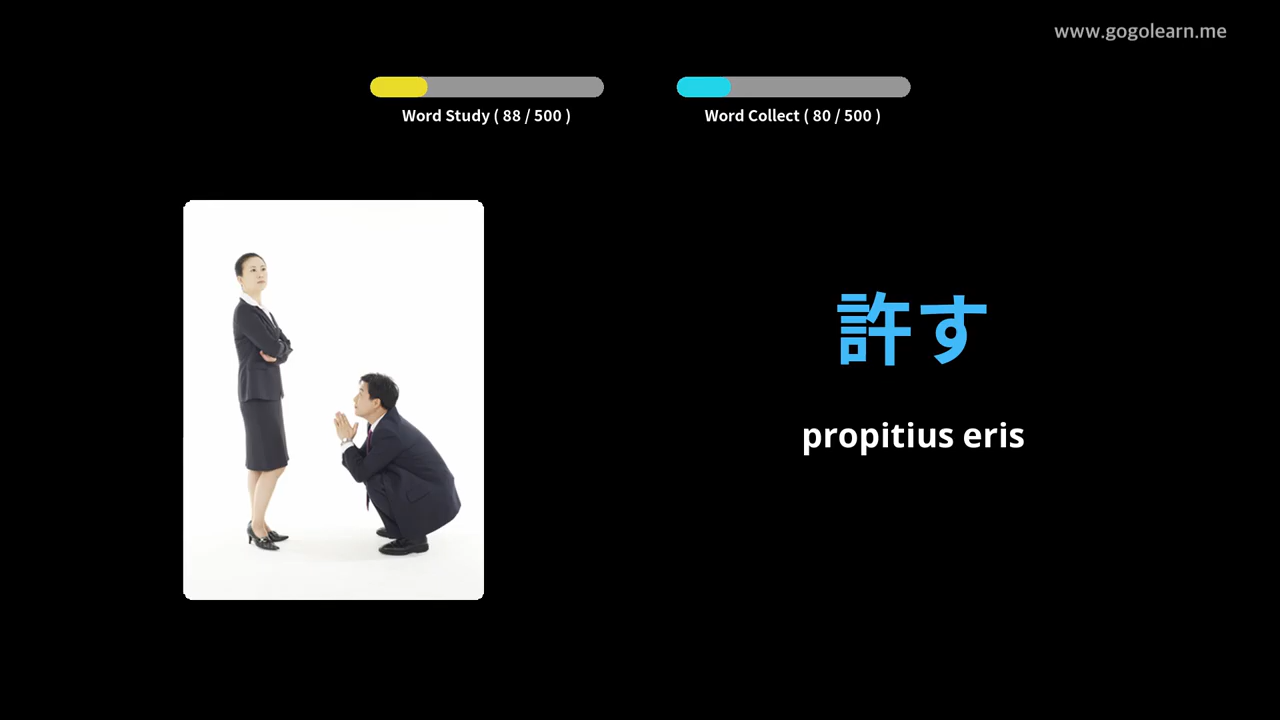 www.gogolearn.me
Word Study ( 88 / 500 )
Word Collect ( 80 / 500 )
許す
propitius eris